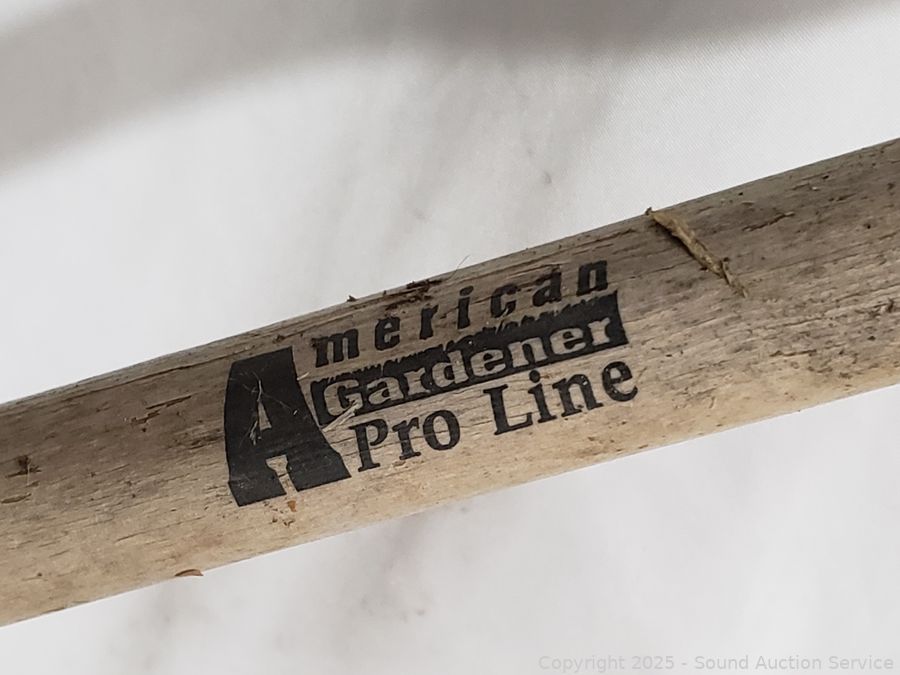 American
Gardener
Pro Line
Copyright 2025 - Sound Auction Service